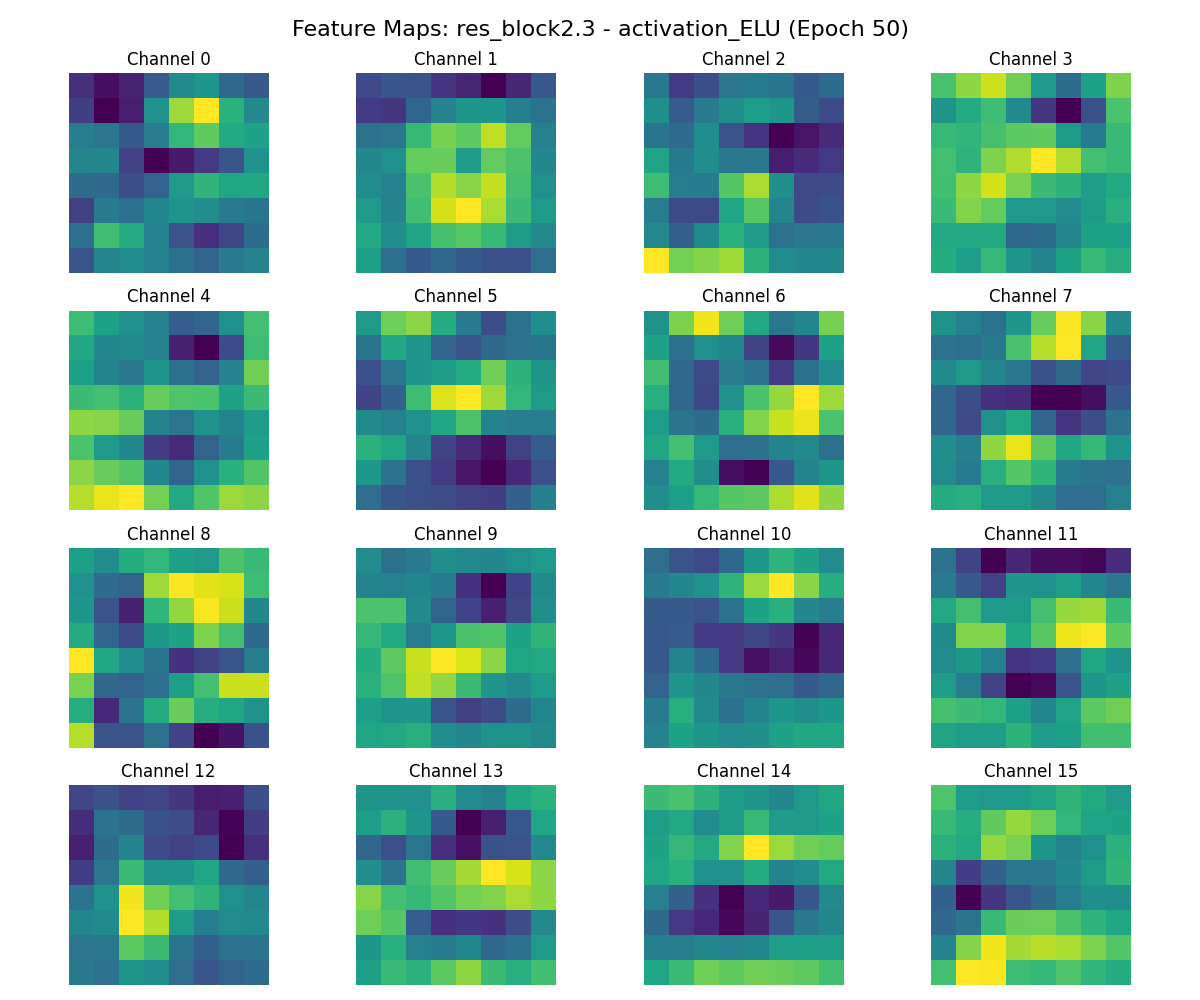 Feature Maps: res_block2.3 - activation_ELU (Epoch 50)
Channel 0
Channel 1
Channel 2
Channel 3
Channel 4
Channel 5
Channel 6
Channel 7
Channel 8
Channel 9
Channel 10
Channel 11
Channel 12
Channel 13
Channel 14
Channel 15